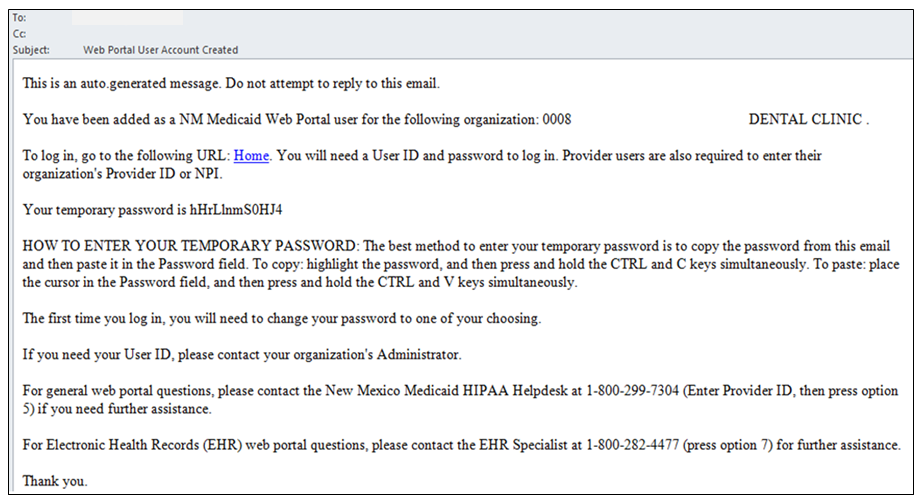 To:
Cc:
Subject: Web Portal User Account Created
This is an auto.generated message. Do not attempt to reply to this email.
You have been added as a NM Medicaid Web Portal user for the following organization: 0008 DENTAL CLINIC .
To log in, go to the following URL: Home. You will need a User ID and password to log in. Provider users are also required to enter their
organization's Provider ID or NPI.
Your temporary password is hHrLlnmS0HJ4
HOW TO ENTER YOUR TEMPORARY PASSWORD: The best method to enter your temporary password is to copy the password from this email
and then paste it in the Password field. To copy: highlight the password, and then press and hold the CTRL and C keys simultaneously. To paste: place
the cursor in the Password field, and then press and hold the CTRL and V keys simultaneously.
The first time you log in, you will need to change your password to one of your choosing.
If you need your User ID, please contact your organization's Administrator.
For general web portal questions, please contact the New Mexico Medicaid HIPAA Helpdesk at 1-800-299-7304 (Enter Provider ID, then press option
5) if you need further assistance.
For Electronic Health Records (EHR) web portal questions, please contact the EHR Specialist at 1-800-282-4477 (press option 7) for further assistance.
Thank you.